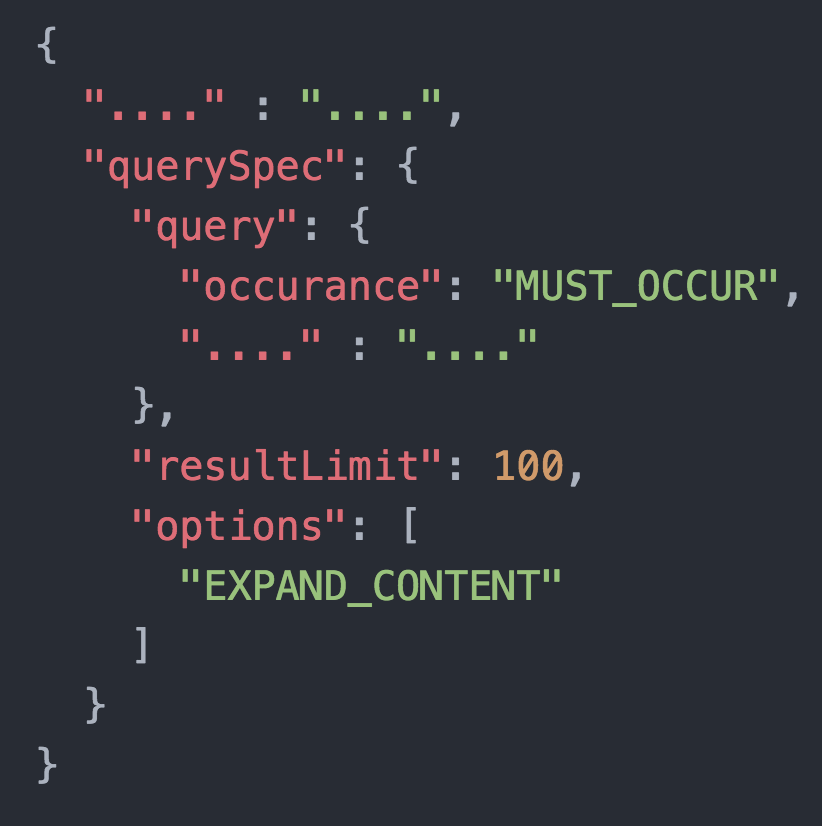 {
"....": "....",
"querySpec": {
"query": {
"occurance": "MUST_OCCUR",
"....": "...."
},
"resultLimit": 100,
"options": [
"EXPAND_CONTENT"
]
}
}